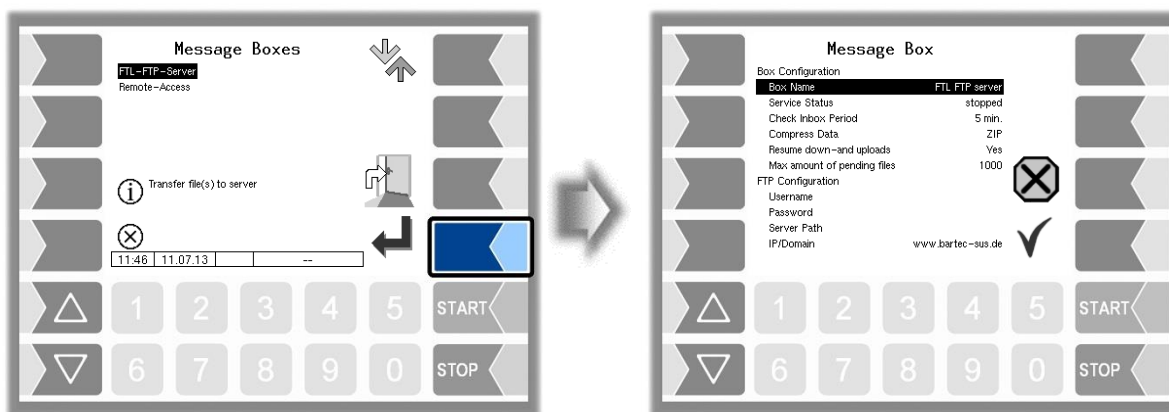 Message Boxes
FTL-FTP-Server
Remote-Access
Transfer file(s) to server
11:46 11.07.13 --
1 2 3 4 5 START
6 7 8 9 0 STOP
Message Box
Box Configuration
Box Name FTL FTP server
Service Status stopped
Check Inbox Period 5 min.
Compress Data ZIP
Resume down-and uploads Yes
Max amount of pending files 1000
FTP Configuration
Username
Password
Server Path
IP/Domain www.bartec-sus.de
1 2 3 4 5 START
6 7 8 9 0 STOP